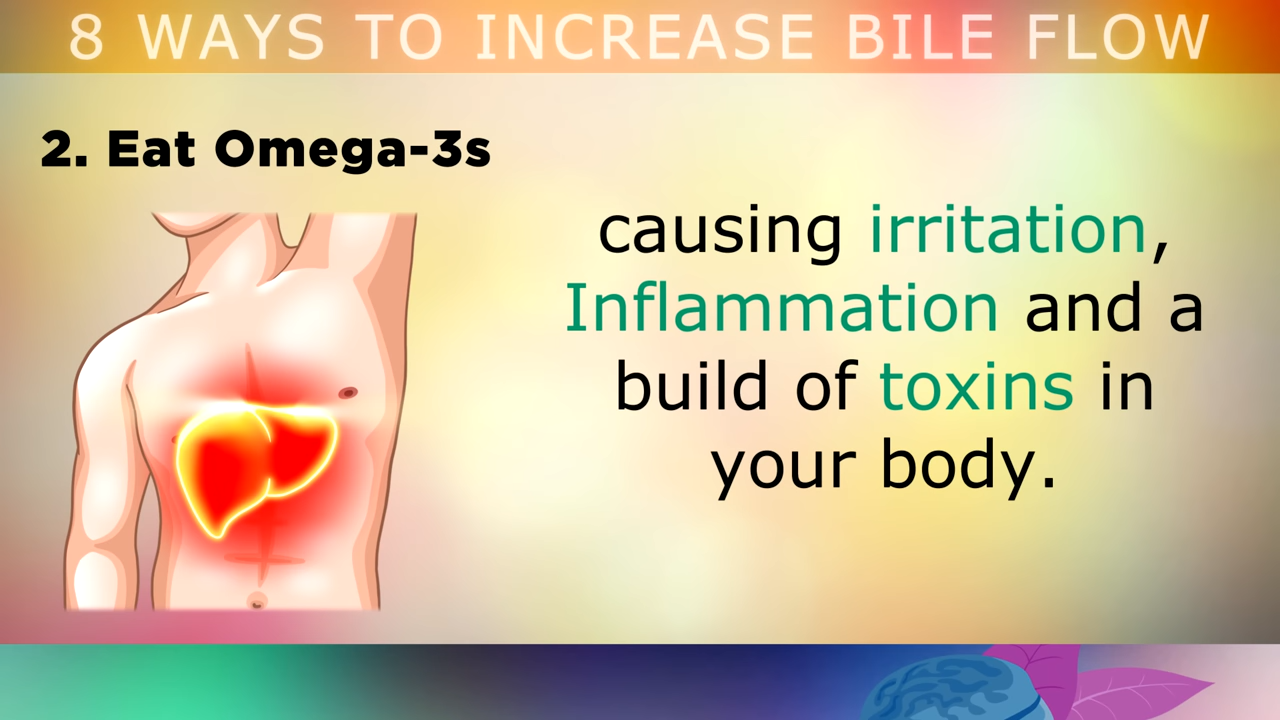 8 WAYS TO INCREASE BILE FLOW
2. Eat Omega-3s
causing irritation,
Inflammation and a
build of toxins in
your body.